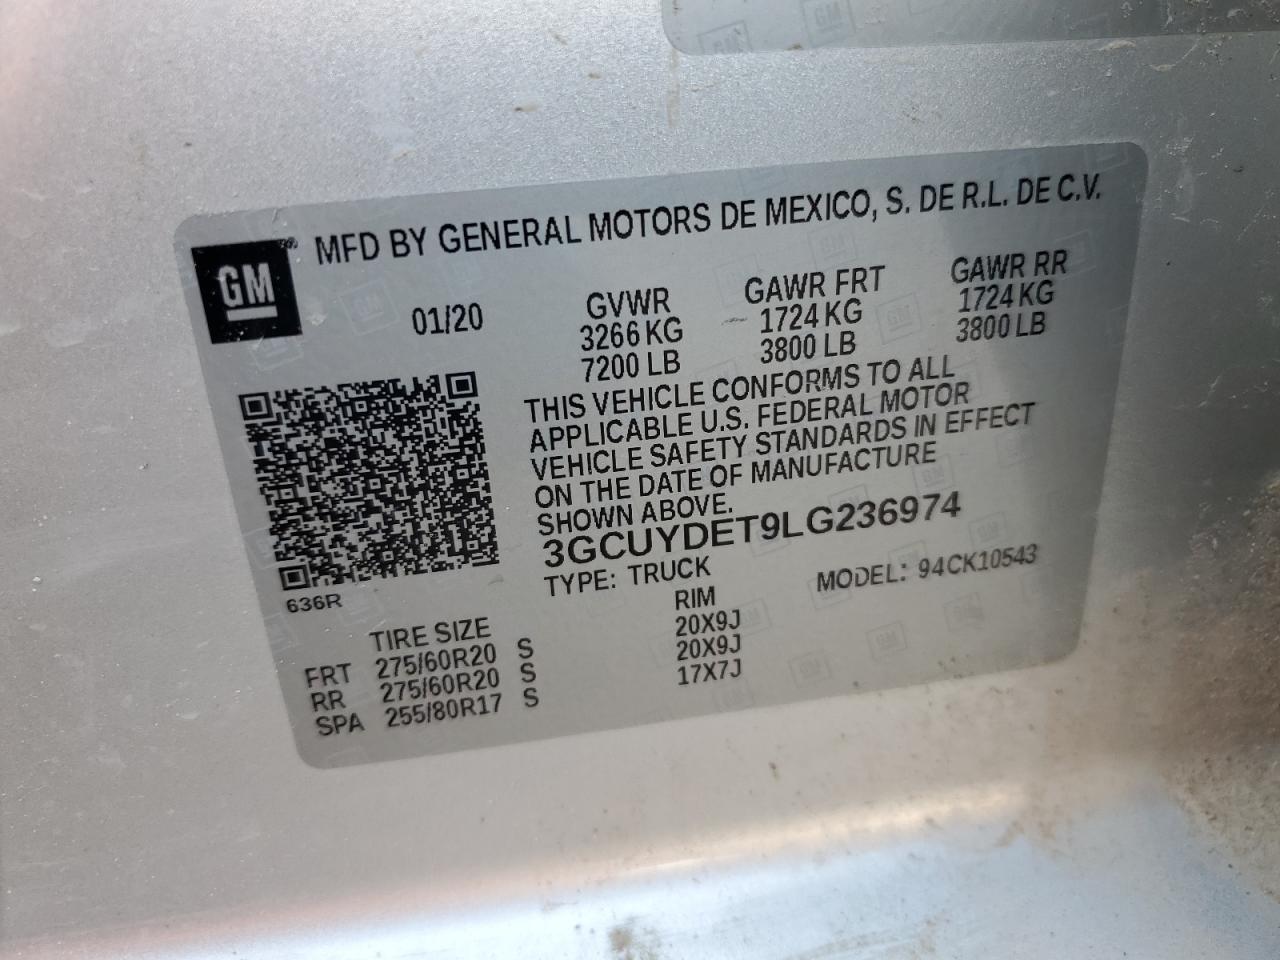 GM
MFD BY GENERAL MOTORS DE MEXICO, S. DE R.L. DE C.V.
01/20
GVWR GAWR FRT GAWR RR
3266 KG 1724 KG 1724 KG
7200 LB 3800 LB 3800 LB
THIS VEHICLE CONFORMS TO ALL
APPLICABLE U.S. FEDERAL MOTOR
VEHICLE SAFETY STANDARDS IN EFFECT
ON THE DATE OF MANUFACTURE
SHOWN ABOVE.
3GCUYDET9LG236974
TYPE: TRUCK MODEL: 94CK10543
636R
TIRE SIZE RIM
FRT 275/60R20 S 20X9J
RR 275/60R20 S 20X9J
SPA 255/80R17 S 17X7J